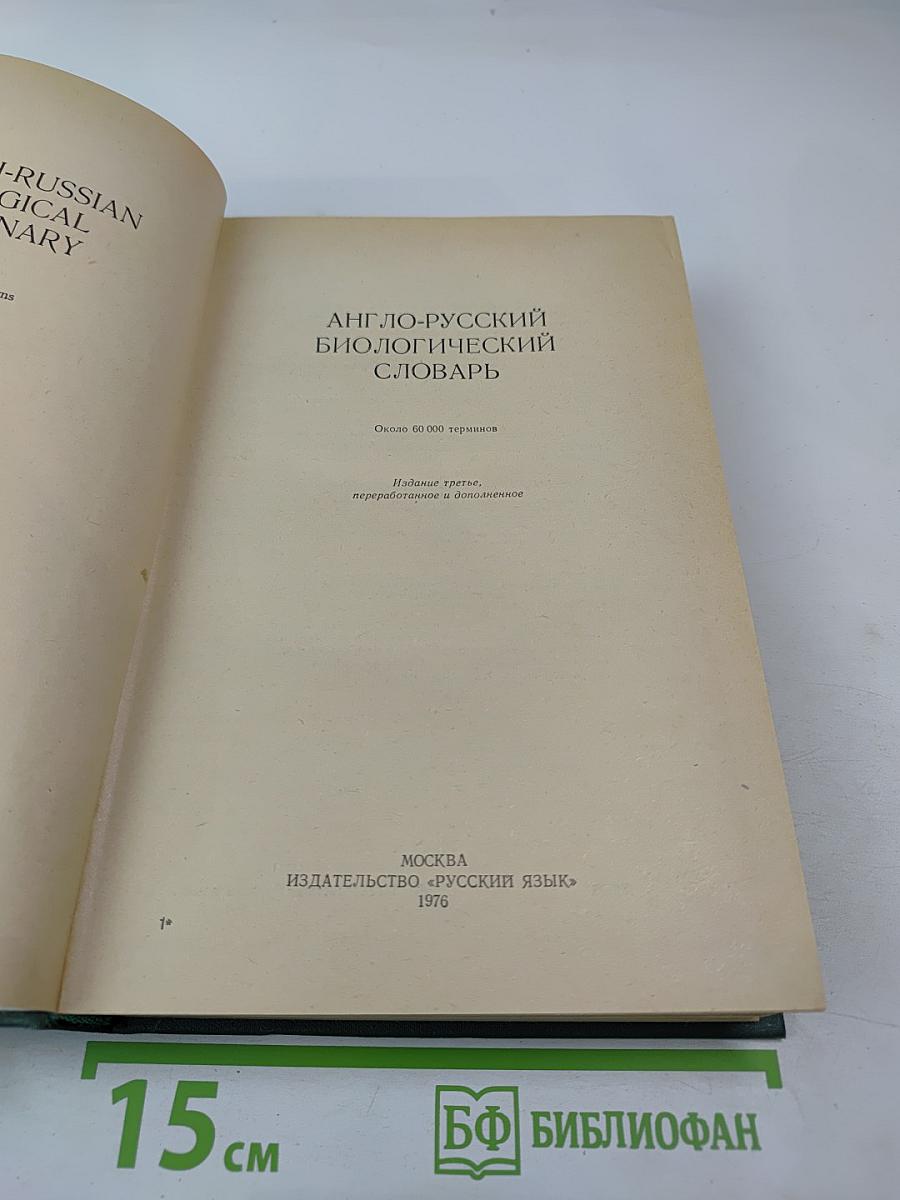 -RUSSIAN
GICAL
NARY
ms
АНГЛО-РУССКИЙ
БИОЛОГИЧЕСКИЙ
СЛОВАРЬ
Около 60 000 терминов
Издание третье,
переработанное и дополненное
МОСКВА
ИЗДАТЕЛЬСТВО «РУССКИЙ ЯЗЫК»
1976
1*
15 см
БФ БИБЛИОФАН